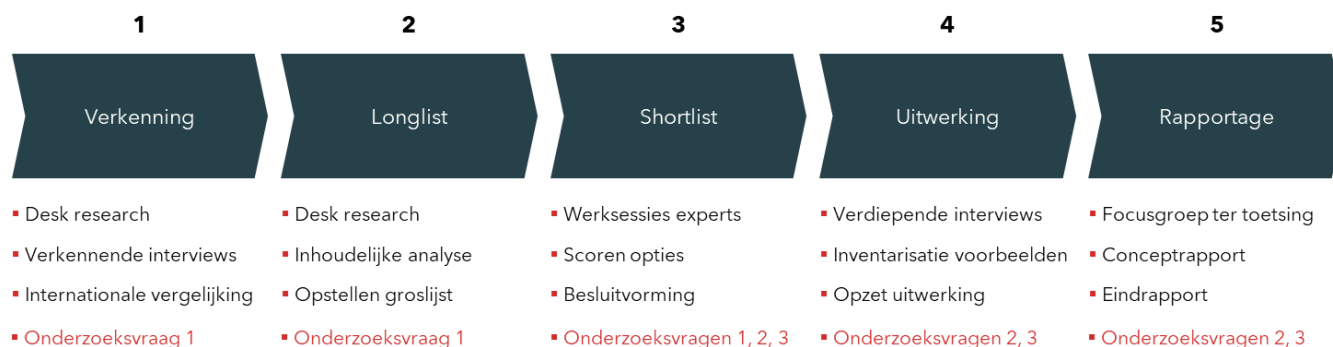 1 2 3 4 5
Verkenning Longlist Shortlist Uitwerking Rapportage
▪ Desk research ▪ Desk research ▪ Werksessies experts ▪ Verdiepende interviews ▪ Focusgroep ter toetsing
▪ Verkennende interviews ▪ Inhoudelijke analyse ▪ Scoren opties ▪ Inventarisatie voorbeelden ▪ Conceptrapport
▪ Internationale vergelijking ▪ Opstellen groslijst ▪ Besluitvorming ▪ Opzet uitwerking ▪ Eindrapport
▪ Onderzoeksvraag 1 ▪ Onderzoeksvraag 1 ▪ Onderzoeksvragen 1, 2, 3 ▪ Onderzoeksvragen 2, 3 ▪ Onderzoeksvragen 2, 3